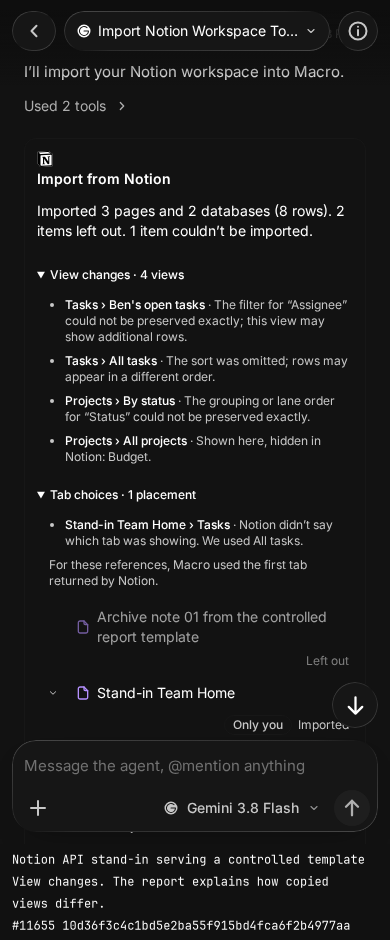 Import Notion Workspace To...
I'll import your Notion workspace into Macro.
Used 2 tools
Import from Notion
Imported 3 pages and 2 databases (8 rows). 2
items left out. 1 item couldn't be imported.
View changes · 4 views
• Tasks › Ben's open tasks · The filter for “Assignee”
could not be preserved exactly; this view may
show additional rows.
• Tasks › All tasks · The sort was omitted; rows may
appear in a different order.
• Projects › By status · The grouping or lane order
for “Status” could not be preserved exactly.
• Projects › All projects · Shown here, hidden in
Notion: Budget.
Tab choices · 1 placement
• Stand-in Team Home › Tasks · Notion didn't say
which tab was showing. We used All tasks.
For these references, Macro used the first tab
returned by Notion.
Archive note 01 from the controlled
report template
Left out
Stand-in Team Home
Only you Imported
Message the agent, @mention anything
Gemini 3.8 Flash
Notion API stand-in serving a controlled template
View changes. The report explains how copied
views differ.
#11655 10d36f3c4c1bd5e2ba55f915bd4fca6f2b4977aa